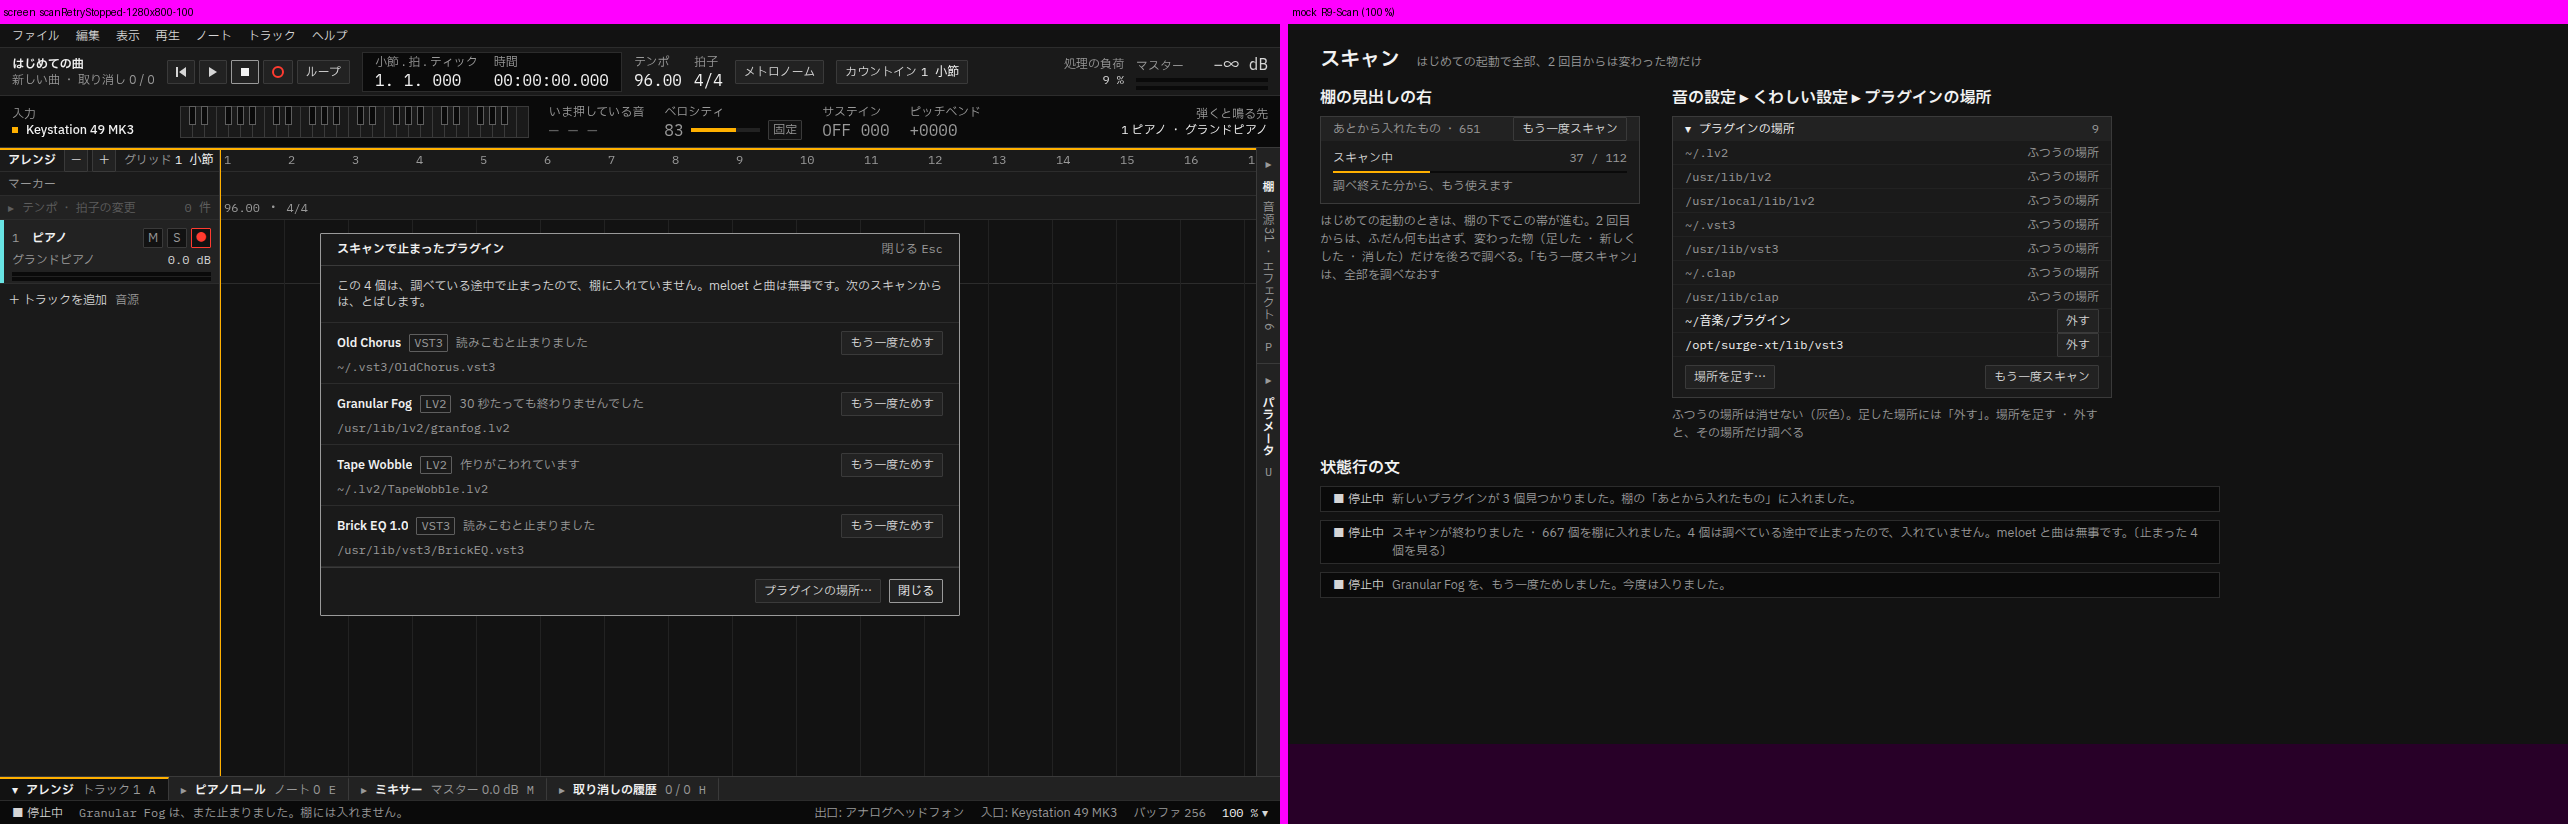 screen scanRetryStopped-1280x800-100
ファイル 編集 表示 再生 ノート トラック ヘルプ
はじめての曲
新しい曲 ・ 取り消し 0 / 0
ループ
小節 . 拍 . ティック 時間
1. 1. 000 00:00:00.000
テンポ 拍子
96.00 4/4
メトロノーム
カウントイン 1 小節
処理の負荷
9 %
マスター −∞ dB
入力
Keystation 49 MK3
いま押している音
— — —
ベロシティ
83 固定
サステイン
OFF 000
ピッチベンド
+0000
弾くと鳴る先
1 ピアノ ・ グランドピアノ
アレンジ − + グリッド 1 小節
1 2 3 4 5 6 7 8 9 10 11 12 13 14 15 16 1
マーカー
▸ テンポ ・ 拍子の変更 0 件
96.00 ・ 4/4
1 ピアノ M S
グランドピアノ 0.0 dB
+ トラックを追加 音源
スキャンで止まったプラグイン 閉じる Esc
この 4 個は、調べている途中で止まったので、棚に入れていません。meloet と曲は無事です。次のスキャンから
は、とばします。
Old Chorus VST3 読みこむと止まりました もう一度ためす
~/.vst3/OldChorus.vst3
Granular Fog LV2 30 秒たっても終わりませんでした もう一度ためす
/usr/lib/lv2/granfog.lv2
Tape Wobble LV2 作りがこわれています もう一度ためす
~/.lv2/TapeWobble.lv2
Brick EQ 1.0 VST3 読みこむと止まりました もう一度ためす
/usr/lib/vst3/BrickEQ.vst3
プラグインの場所… 閉じる
▸ 棚 音源31 ・ エフェクト6 P
▸ パラメータ U
▾ アレンジ トラック 1 A
▸ ピアノロール ノート 0 E
▸ ミキサー マスター 0.0 dB M
▸ 取り消しの履歴 0 / 0 H
■ 停止中 Granular Fog は、また止まりました。棚には入れません。
出口: アナログヘッドフォン 入口: Keystation 49 MK3 バッファ 256 100 % ▾
mock R9-Scan (100 %)
スキャン はじめての起動で全部、2 回目からは変わった物だけ
棚の見出しの右
あとから入れたもの ・ 651 もう一度スキャン
スキャン中 37 / 112
調べ終えた分から、もう使えます
はじめての起動のときは、棚の下でこの帯が進む。2 回目
からは、ふだん何も出さず、変わった物（足した ・ 新しく
した ・ 消した）だけを後ろで調べる。「もう一度スキャン」
は、全部を調べなおす
音の設定 ▸ くわしい設定 ▸ プラグインの場所
▾ プラグインの場所 9
~/.lv2 ふつうの場所
/usr/lib/lv2 ふつうの場所
/usr/local/lib/lv2 ふつうの場所
~/.vst3 ふつうの場所
/usr/lib/vst3 ふつうの場所
~/.clap ふつうの場所
/usr/lib/clap ふつうの場所
~/音楽/プラグイン 外す
/opt/surge-xt/lib/vst3 外す
場所を足す… もう一度スキャン
ふつうの場所は消せない（灰色）。足した場所には「外す」。場所を足す ・ 外す
と、その場所だけ調べる
状態行の文
■ 停止中 新しいプラグインが 3 個見つかりました。棚の「あとから入れたもの」に入れました。
■ 停止中 スキャンが終わりました ・ 667 個を棚に入れました。4 個は調べている途中で止まったので、入れていません。meloet と曲は無事です。〔止まった 4
個を見る〕
■ 停止中 Granular Fog を、もう一度ためしました。今度は入りました。